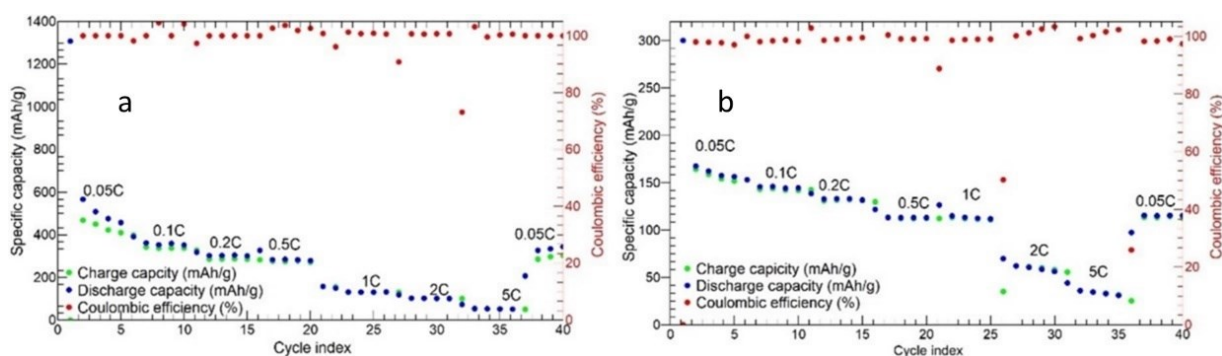 a
1400
1200
1000
800
600
400
200
0
Specific capacity (mAh/g)
0.05C
0.1C
0.2C
0.5C
1C
2C
5C
0.05C
Charge capcity (mAh/g)
Discharge capacity (mAh/g)
Coulombic efficiency (%)
0 5 10 15 20 25 30 35 40
Cycle index
100
80
60
40
20
0
Coulombic efficiency (%)
b
300
250
200
150
100
50
0
Specific capacity (mAh/g)
0.05C
0.1C
0.2C
0.5C
1C
2C
5C
0.05C
Charge capicity (mAh/g)
Discharge capacity (mAh/g)
Coulombic efficiency (%)
0 5 10 15 20 25 30 35 40
Cycle index
100
80
60
40
20
0
Coulombic efficiency (%)